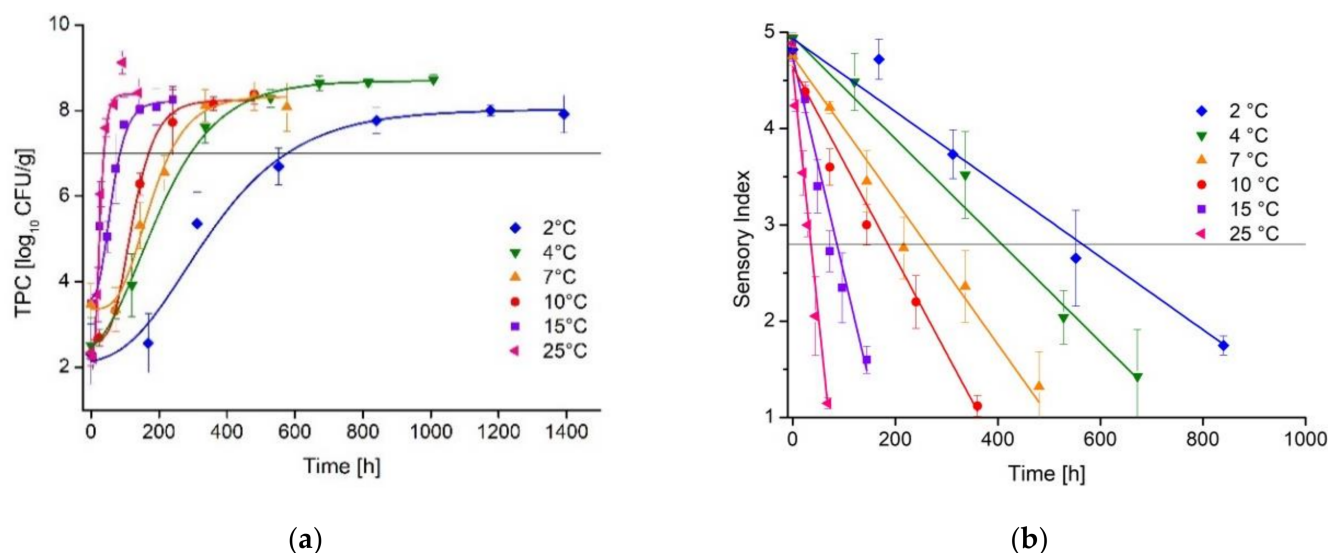 10
8
6
4
2
TPC [log10 CFU/g]
2°C
4°C
7°C
10°C
15°C
25°C
0 200 400 600 800 1000 1200 1400
Time [h]
(a)
5
4
3
2
1
Sensory Index
2 °C
4 °C
7 °C
10 °C
15 °C
25 °C
0 200 400 600 800 1000
Time [h]
(b)